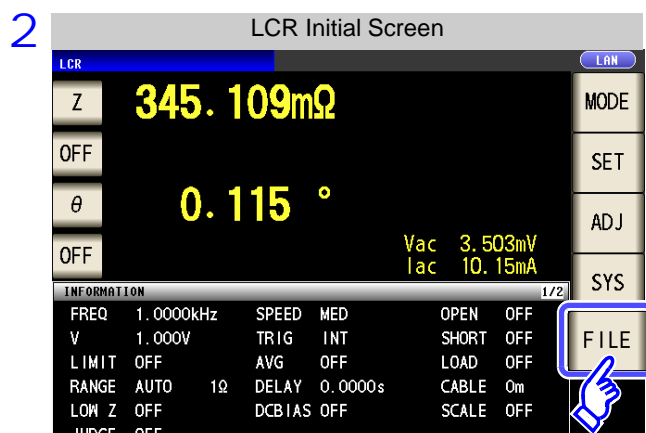 2
LCR Initial Screen
LCR
LAN
Z 345.109mΩ
MODE
OFF
SET
θ 0.115 °
ADJ
OFF
Vac 3.503mV
Iac 10.15mA
SYS
INFORMATION 1/2
FREQ 1.0000kHz SPEED MED OPEN OFF
V 1.000V TRIG INT SHORT OFF
FILE
LIMIT OFF AVG OFF LOAD OFF
RANGE AUTO 1Ω DELAY 0.0000s CABLE 0m
LOW Z OFF DCBIAS OFF SCALE OFF
JUDGE OFF